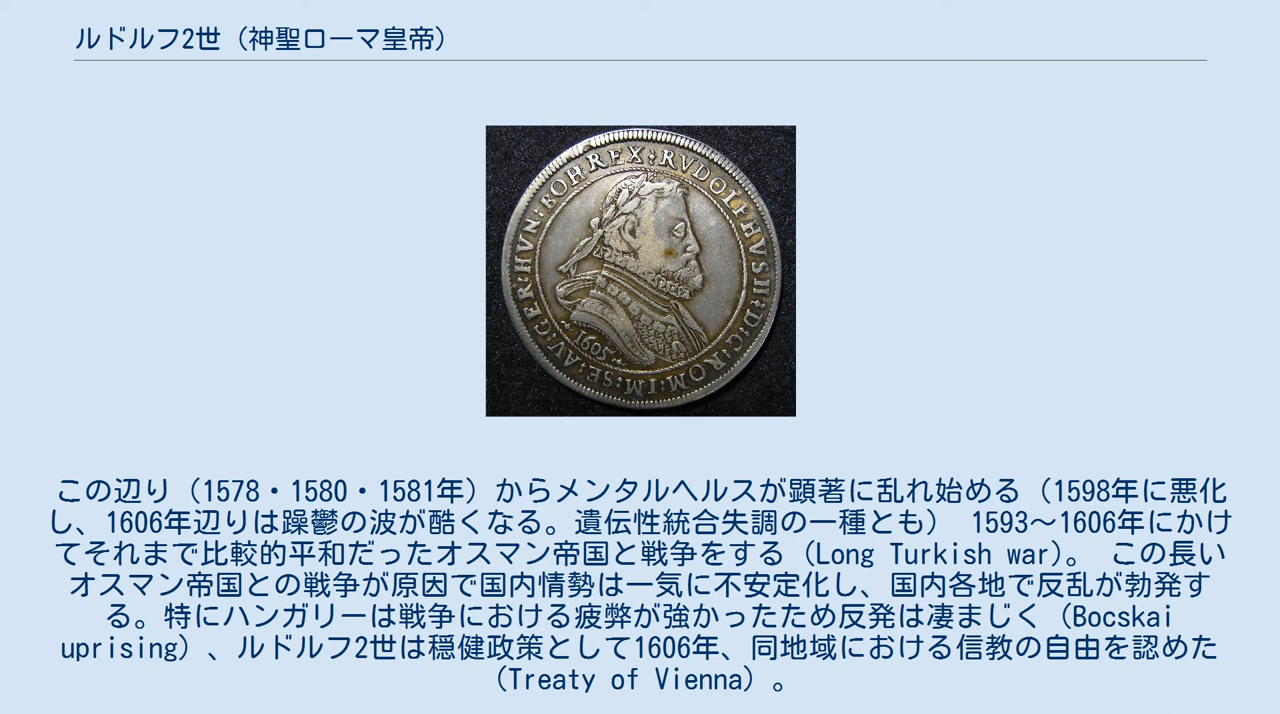 ルドルフ2世（神聖ローマ皇帝）
RVDOLPHVS II:D:G:ROM:IM:SE:AV:GER:HVN:BOH REX:
1605
この辺り（1578・1580・1581年）からメンタルヘルスが顕著に乱れ始める（1598年に悪化
し、1606年辺りは躁鬱の波が酷くなる。遺伝性統合失調の一種とも） 1593～1606年にかけ
てそれまで比較的平和だったオスマン帝国と戦争をする（Long Turkish war）。 この長い
オスマン帝国との戦争が原因で国内情勢は一気に不安定化し、国内各地で反乱が勃発す
る。特にハンガリーは戦争における疲弊が強かったため反発は凄まじく（Bocskai
uprising）、ルドルフ2世は穏健政策として1606年、同地域における信教の自由を認めた
（Treaty of Vienna）。